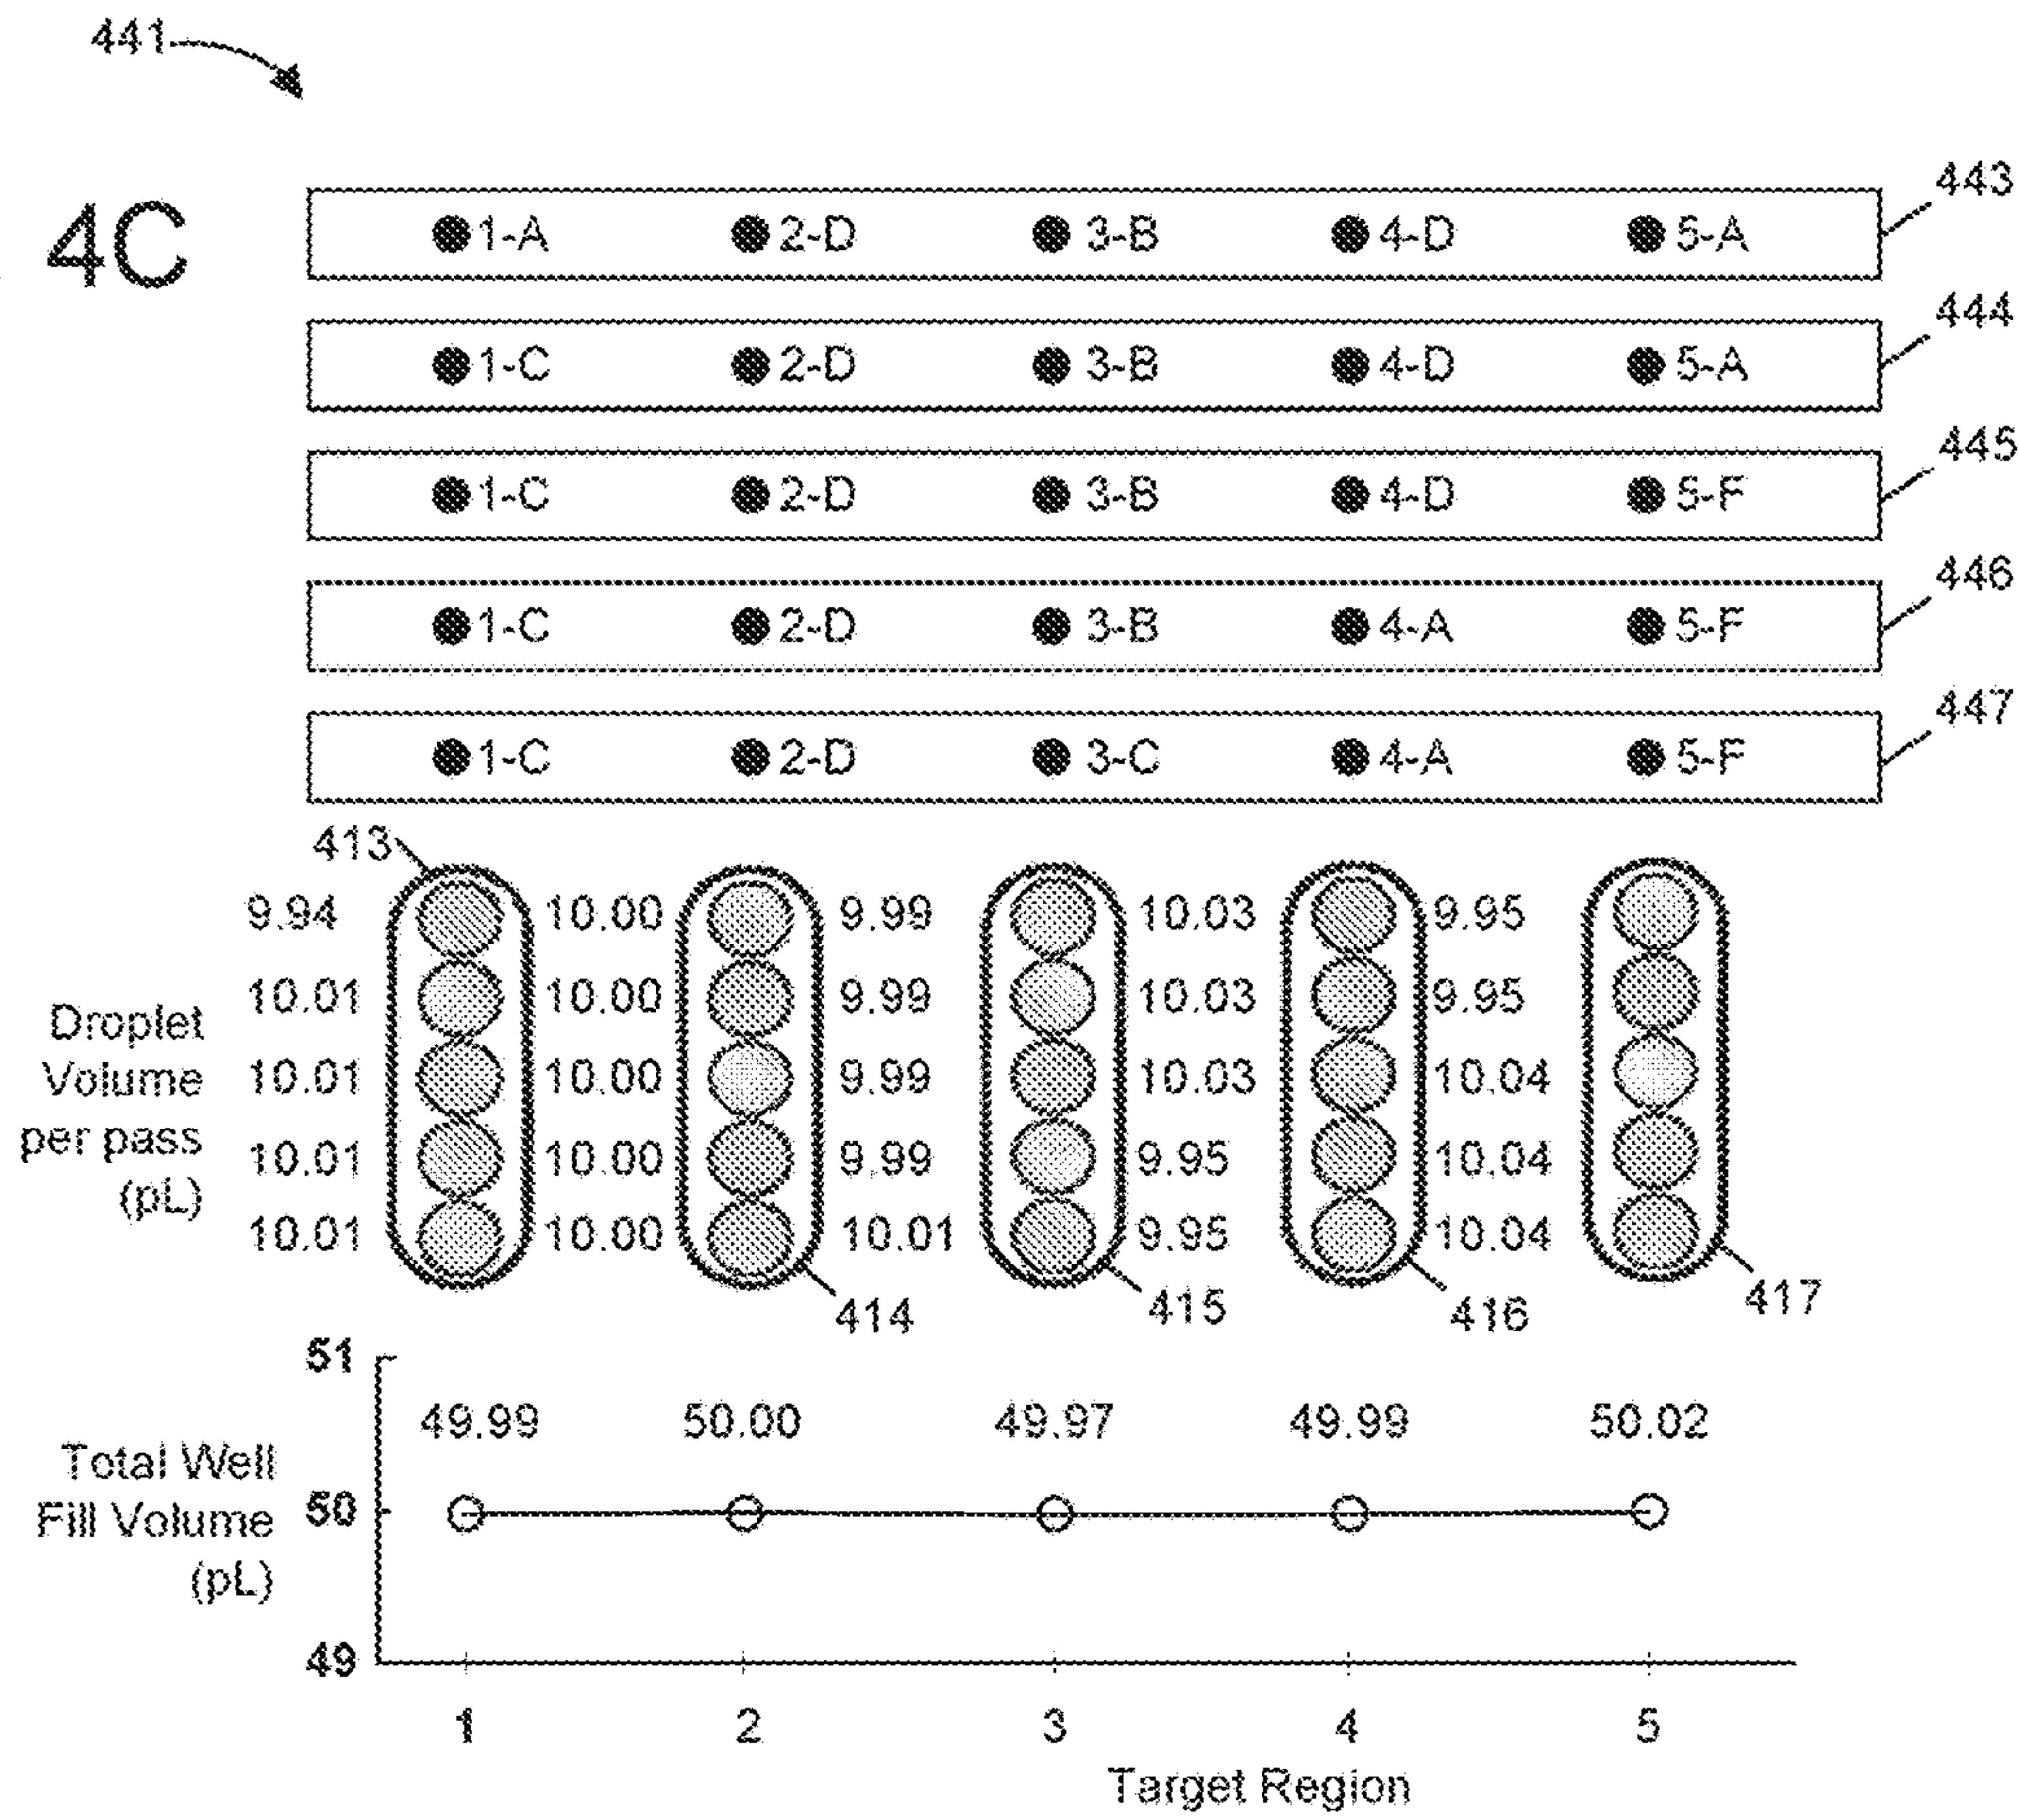 441
4C
1-A 2-D 3-B 4-D 5-A 443
1-C 2-D 3-B 4-D 5-A 444
1-C 2-D 3-B 4-D 5-F 445
1-C 2-D 3-B 4-A 5-F 446
1-C 2-D 3-C 4-A 5-F 447
413
9.94 10.00 9.99 10.03 9.95
10.01 10.00 9.99 10.03 9.95
10.01 10.00 9.99 10.03 10.04
10.01 10.00 9.99 9.95 10.04
10.01 10.00 10.01 9.95 10.04
Droplet
Volume
per pass
(pL)
414 415 416 417
51
49.99 50.00 49.97 49.99 50.02
Total Well
Fill Volume
(pL)
50
49
1 2 3 4 5
Target Region